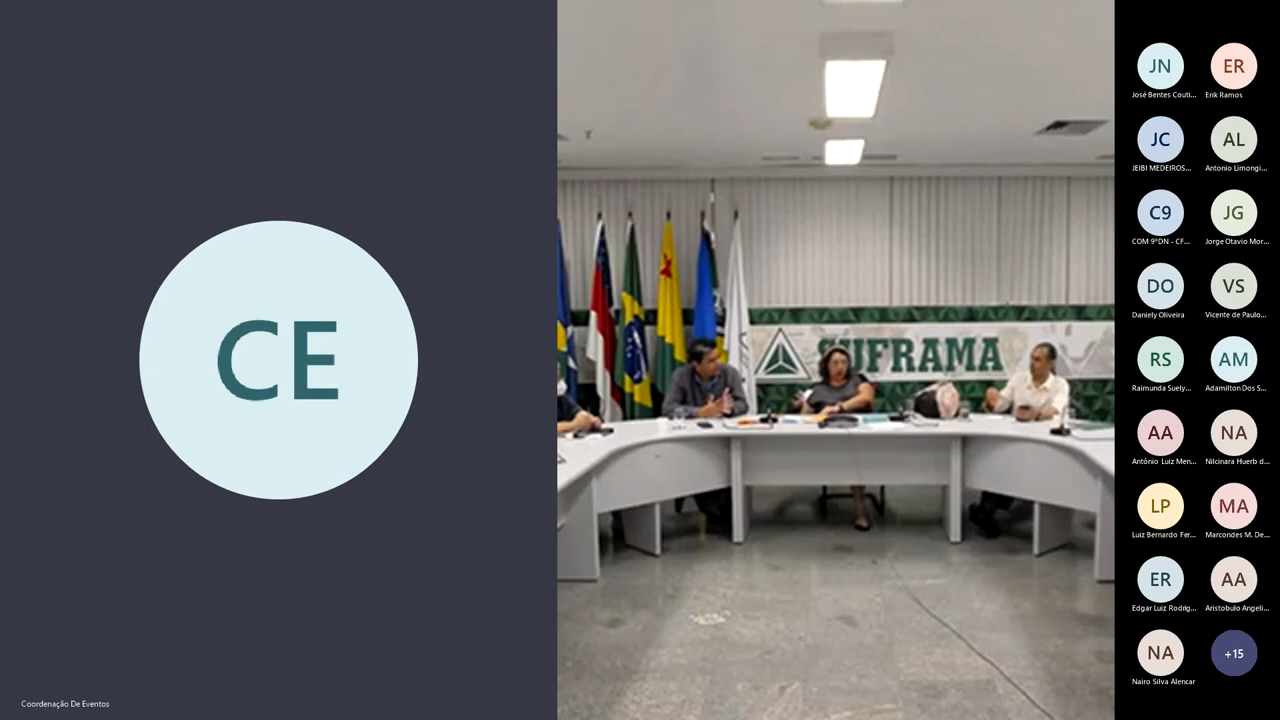 CE
Coordenação De Eventos
SUFRAMA
JN
José Bentes Couti...
ER
Erik Ramos
JC
JEIBI MEDEIROS...
AL
Antonio Limongi...
C9
COM 9ºDN - CF...
JG
Jorge Otavio Mor...
DO
Daniely Oliveira
VS
Vicente de Paulo...
RS
Raimunda Suely...
AM
Adamilton Dos S...
AA
Antônio Luiz Men...
NA
Nilcinara Huerb d...
LP
Luiz Bernardo Fer...
MA
Marcondes M. De...
ER
Edgar Luiz Rodrig...
AA
Aristobulo Angeli...
NA
Nairo Silva Alencar
+15